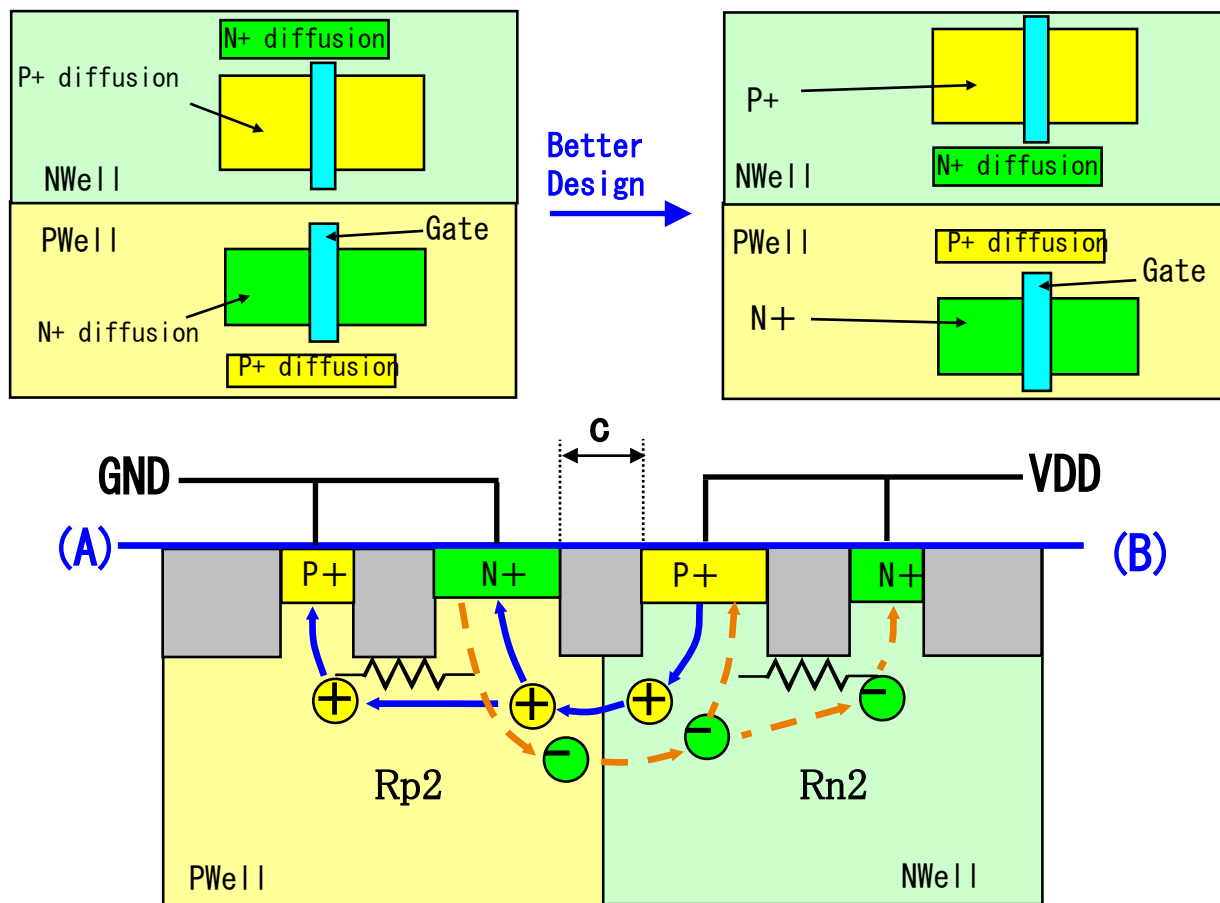 N+ diffusion
P+ diffusion
NWell
PWell
Gate
N+ diffusion
P+ diffusion
Better
Design
P+
N+ diffusion
NWell
PWell
P+ diffusion
Gate
N+
C
GND
VDD
(A)
(B)
P+
N+
P+
N+
+
+
+
-
-
-
Rp2
Rn2
PWell
NWell